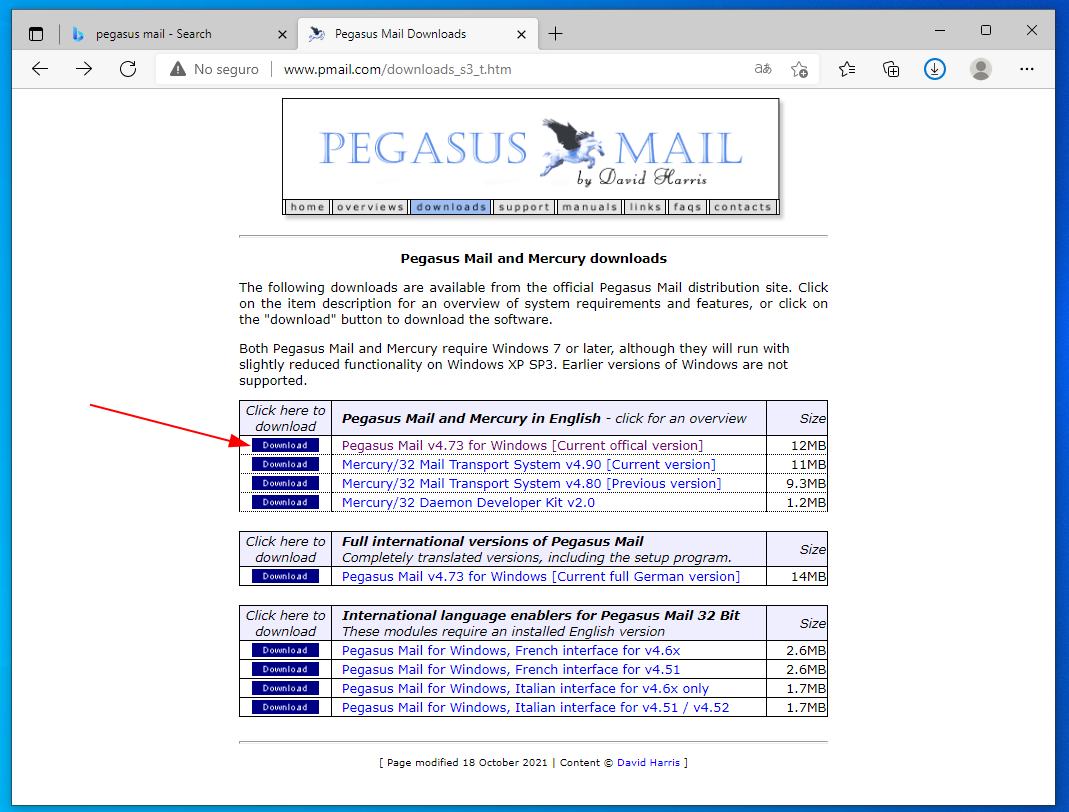 pegasus mail - Search
Pegasus Mail Downloads
No seguro
www.pmail.com/downloads_s3_t.htm
aあ
PEGASUS MAIL
by David Harris
home overviews downloads support manuals links faqs contacts
Pegasus Mail and Mercury downloads
The following downloads are available from the official Pegasus Mail distribution site. Click
on the item description for an overview of system requirements and features, or click on
the "download" button to download the software.
Both Pegasus Mail and Mercury require Windows 7 or later, although they will run with
slightly reduced functionality on Windows XP SP3. Earlier versions of Windows are not
supported.
Click here to
download
Pegasus Mail and Mercury in English - click for an overview
Size
Download Pegasus Mail v4.73 for Windows [Current offical version] 12MB
Download Mercury/32 Mail Transport System v4.90 [Current version] 11MB
Download Mercury/32 Mail Transport System v4.80 [Previous version] 9.3MB
Download Mercury/32 Daemon Developer Kit v2.0 1.2MB
Click here to
download
Full international versions of Pegasus Mail
Completely translated versions, including the setup program.
Size
Download Pegasus Mail v4.73 for Windows [Current full German version] 14MB
Click here to
download
International language enablers for Pegasus Mail 32 Bit
These modules require an installed English version
Size
Download Pegasus Mail for Windows, French interface for v4.6x 2.6MB
Download Pegasus Mail for Windows, French interface for v4.51 2.6MB
Download Pegasus Mail for Windows, Italian interface for v4.6x only 1.7MB
Download Pegasus Mail for Windows, Italian interface for v4.51 / v4.52 1.7MB
[ Page modified 18 October 2021 | Content © David Harris ]